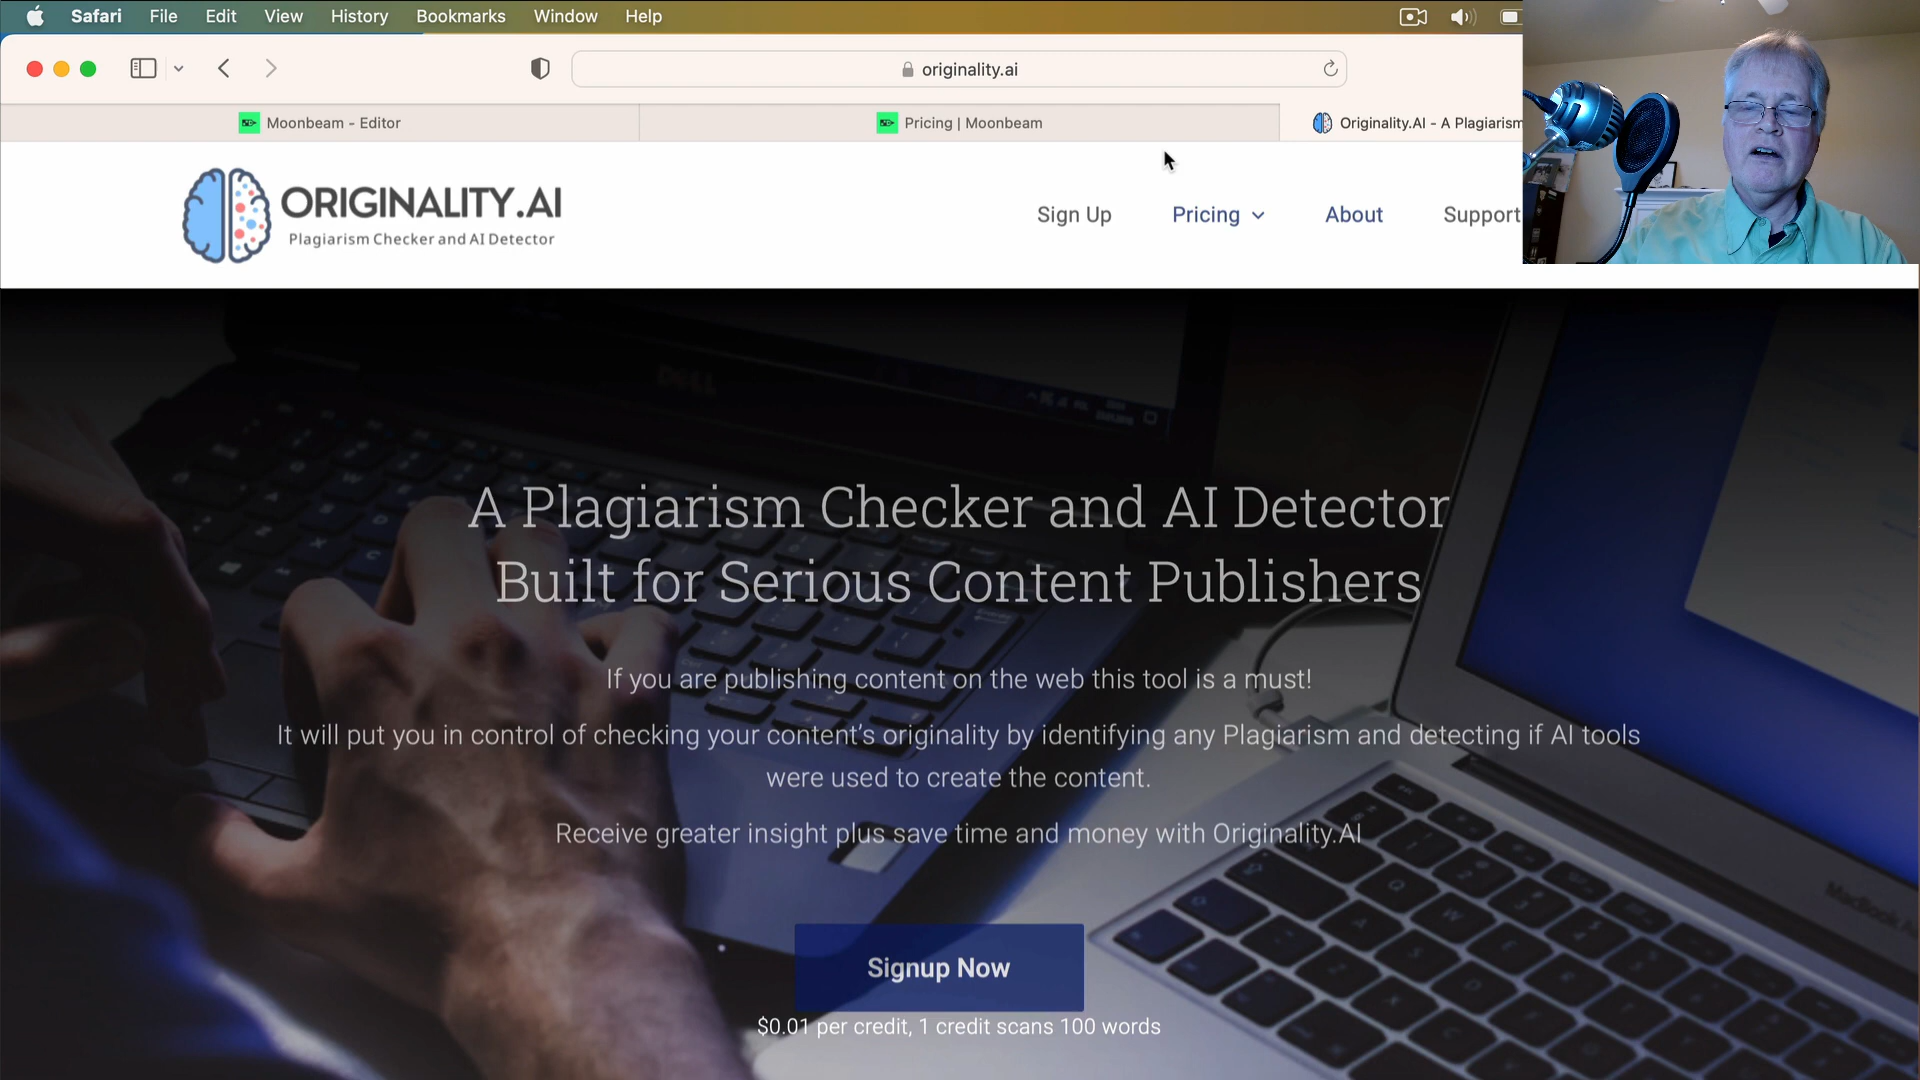 Safari File Edit View History Bookmarks Window Help
originality.ai
Moonbeam - Editor
Pricing | Moonbeam
Originality.AI - A Plagiarism
ORIGINALITY.AI
Plagiarism Checker and AI Detector
Sign Up
Pricing
About
Support
DELL
A Plagiarism Checker and AI Detector
Built for Serious Content Publishers
If you are publishing content on the web this tool is a must!
It will put you in control of checking your content's originality by identifying any Plagiarism and detecting if AI tools
were used to create the content.
Receive greater insight plus save time and money with Originality.AI
Signup Now
$0.01 per credit, 1 credit scans 100 words